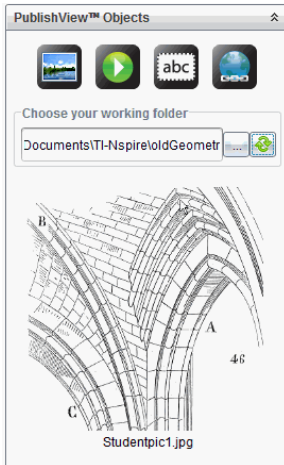 PublishView™ Objects
abc
Choose your working folder
Documents\TI-Nspire\oldGeometr
...
B
A
46
C
Studentpic1.jpg